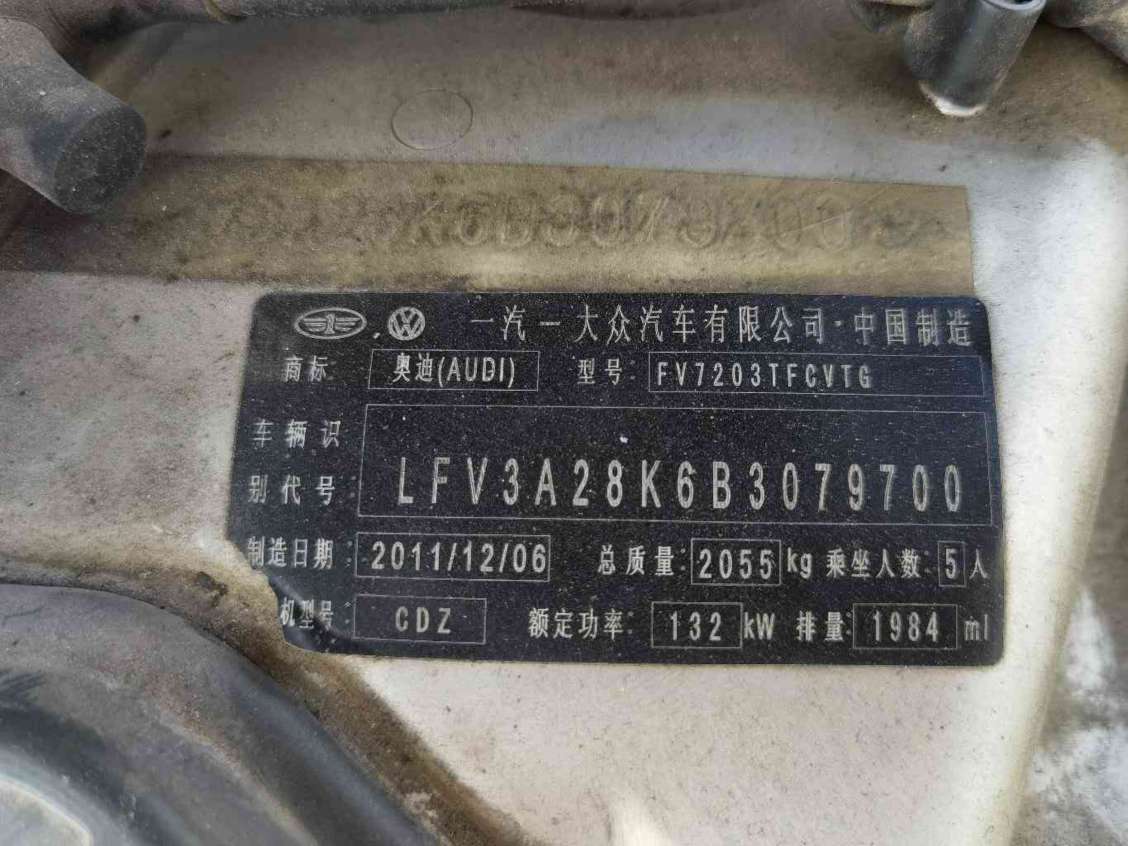 K6B3079700
一汽一大众汽车有限公司·中国制造
商标 奥迪(AUDI) 型号: FV7203TFCVTG
车辆识
别代号: LFV3A28K6B3079700
制造日期: 2011/12/06 总质量: 2055 kg 乘坐人数: 5 人
机型号 CDZ 额定功率: 132 kW 排量: 1984 ml